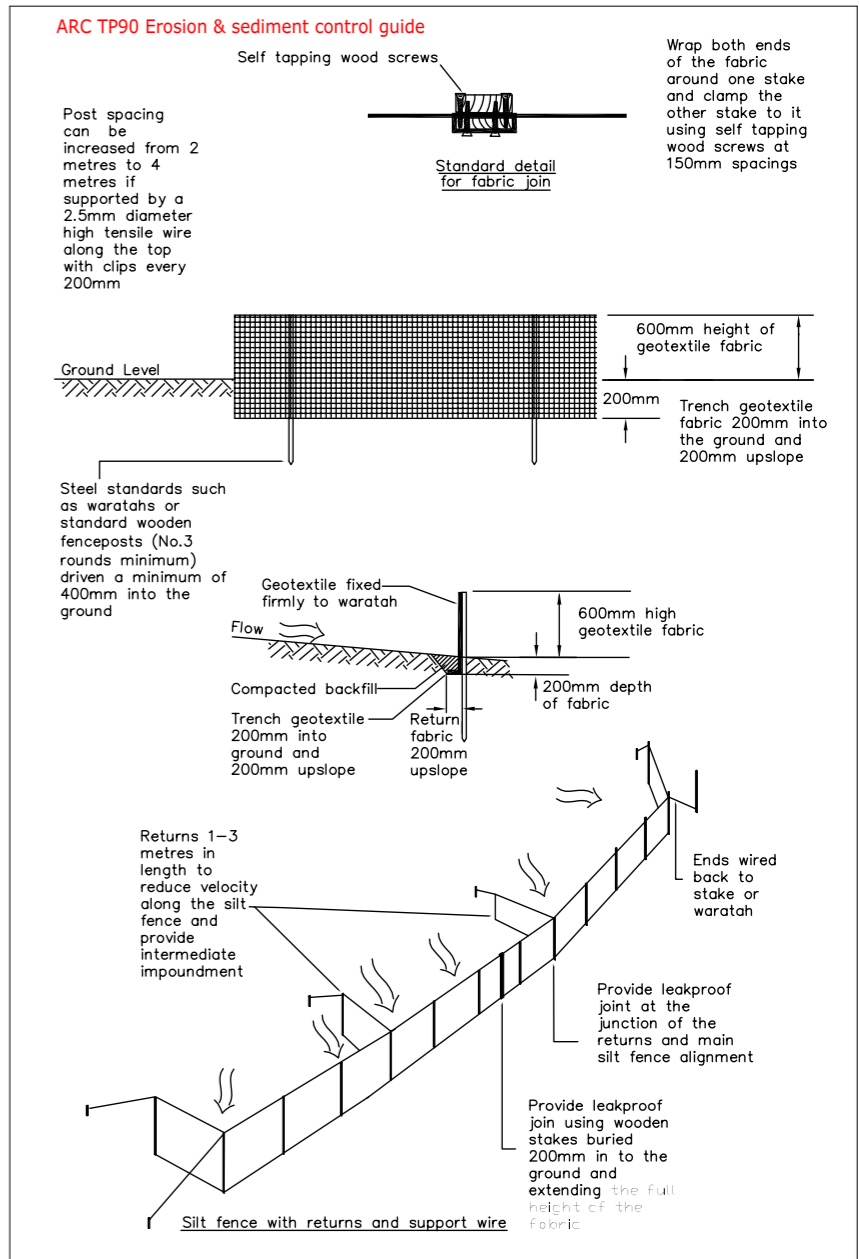 ARC TP90 Erosion & sediment control guide
Self tapping wood screws
Wrap both ends
of the fabric
around one stake
and clamp the
other stake to it
using self tapping
wood screws at
150mm spacings
Post spacing
can be
increased from 2
metres to 4
metres if
supported by a
2.5mm diameter
high tensile wire
along the top
with clips every
200mm
Standard detail
for fabric join
Ground Level
600mm height of
geotextile fabric
200mm
Trench geotextile
fabric 200mm into
the ground and
200mm upslope
Steel standards such
as waratahs or
standard wooden
fenceposts (No.3
rounds minimum)
driven a minimum of
400mm into the
ground
Geotextile fixed
firmly to waratah
Flow
600mm high
geotextile fabric
Compacted backfill
200mm depth
of fabric
Trench geotextile
200mm into
ground and
200mm upslope
Return
fabric
200mm
upslope
Returns 1-3
metres in
length to
reduce velocity
along the silt
fence and
provide
intermediate
impoundment
Ends wired
back to
stake or
waratah
Provide leakproof
joint at the
junction of the
returns and main
silt fence alignment
Provide leakproof
join using wooden
stakes buried
200mm in to the
ground and
extending the full
height of the
fabric
Silt fence with returns and support wire